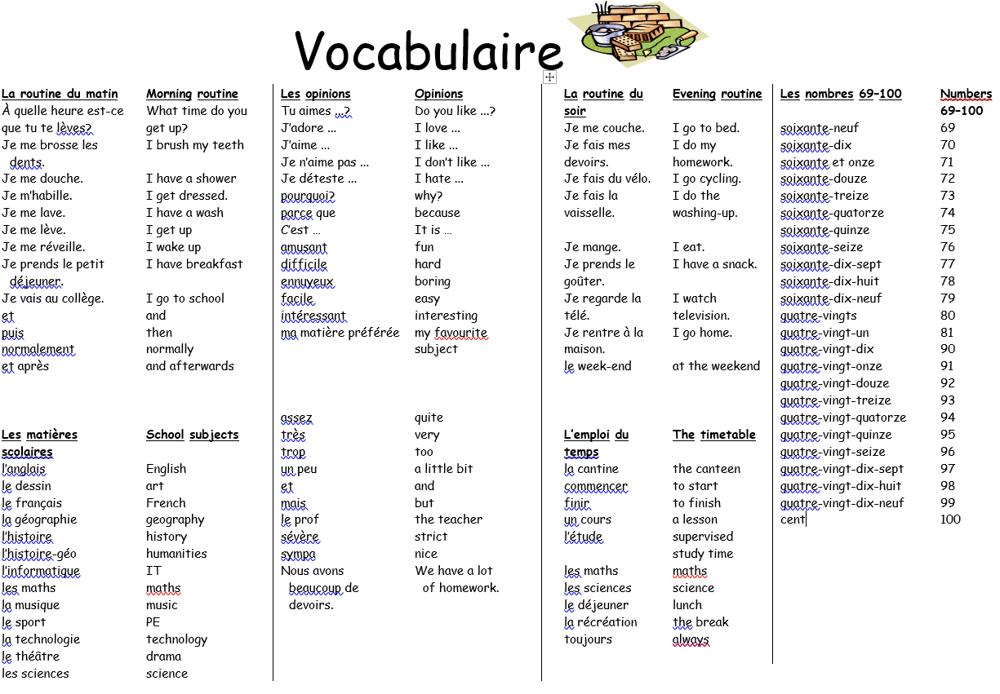 Vocabulaire
La routine du matin Morning routine
À quelle heure est-ce What time do you
que tu te lèves? get up?
Je me brosse les I brush my teeth
dents.
Je me douche. I have a shower
Je m'habille. I get dressed.
Je me lave. I have a wash
Je me lève. I get up
Je me réveille. I wake up
Je prends le petit I have breakfast
déjeuner.
Je vais au collège. I go to school
et and
puis then
normalement normally
et après and afterwards
Les matières School subjects
scolaires
l'anglais English
le dessin art
le français French
la géographie geography
l'histoire history
l'histoire-géo humanities
l'informatique IT
les maths maths
la musique music
le sport PE
la technologie technology
le théâtre drama
les sciences science
Les opinions Opinions
Tu aimes …? Do you like …?
J'adore … I love …
J'aime … I like …
Je n'aime pas … I don't like …
Je déteste … I hate …
pourquoi? why?
parce que because
C'est … It is …
amusant fun
difficile hard
ennuyeux boring
facile easy
intéressant interesting
ma matière préférée my favourite
subject
assez quite
très very
trop too
un peu a little bit
et and
mais but
le prof the teacher
sévère strict
sympa nice
Nous avons We have a lot
beaucoup de of homework.
devoirs.
La routine du Evening routine
soir
Je me couche. I go to bed.
Je fais mes I do my
devoirs. homework.
Je fais du vélo. I go cycling.
Je fais la I do the
vaisselle. washing-up.
Je mange. I eat.
Je prends le I have a snack.
goûter.
Je regarde la I watch
télé. television.
Je rentre à la I go home.
maison.
le week-end at the weekend
L'emploi du The timetable
temps
la cantine the canteen
commencer to start
finir to finish
un cours a lesson
l'étude supervised
study time
les maths maths
les sciences science
le déjeuner lunch
la récréation the break
toujours always
Les nombres 69–100 Numbers
69–100
soixante-neuf 69
soixante-dix 70
soixante et onze 71
soixante-douze 72
soixante-treize 73
soixante-quatorze 74
soixante-quinze 75
soixante-seize 76
soixante-dix-sept 77
soixante-dix-huit 78
soixante-dix-neuf 79
quatre-vingts 80
quatre-vingt-un 81
quatre-vingt-dix 90
quatre-vingt-onze 91
quatre-vingt-douze 92
quatre-vingt-treize 93
quatre-vingt-quatorze 94
quatre-vingt-quinze 95
quatre-vingt-seize 96
quatre-vingt-dix-sept 97
quatre-vingt-dix-huit 98
quatre-vingt-dix-neuf 99
cent 100